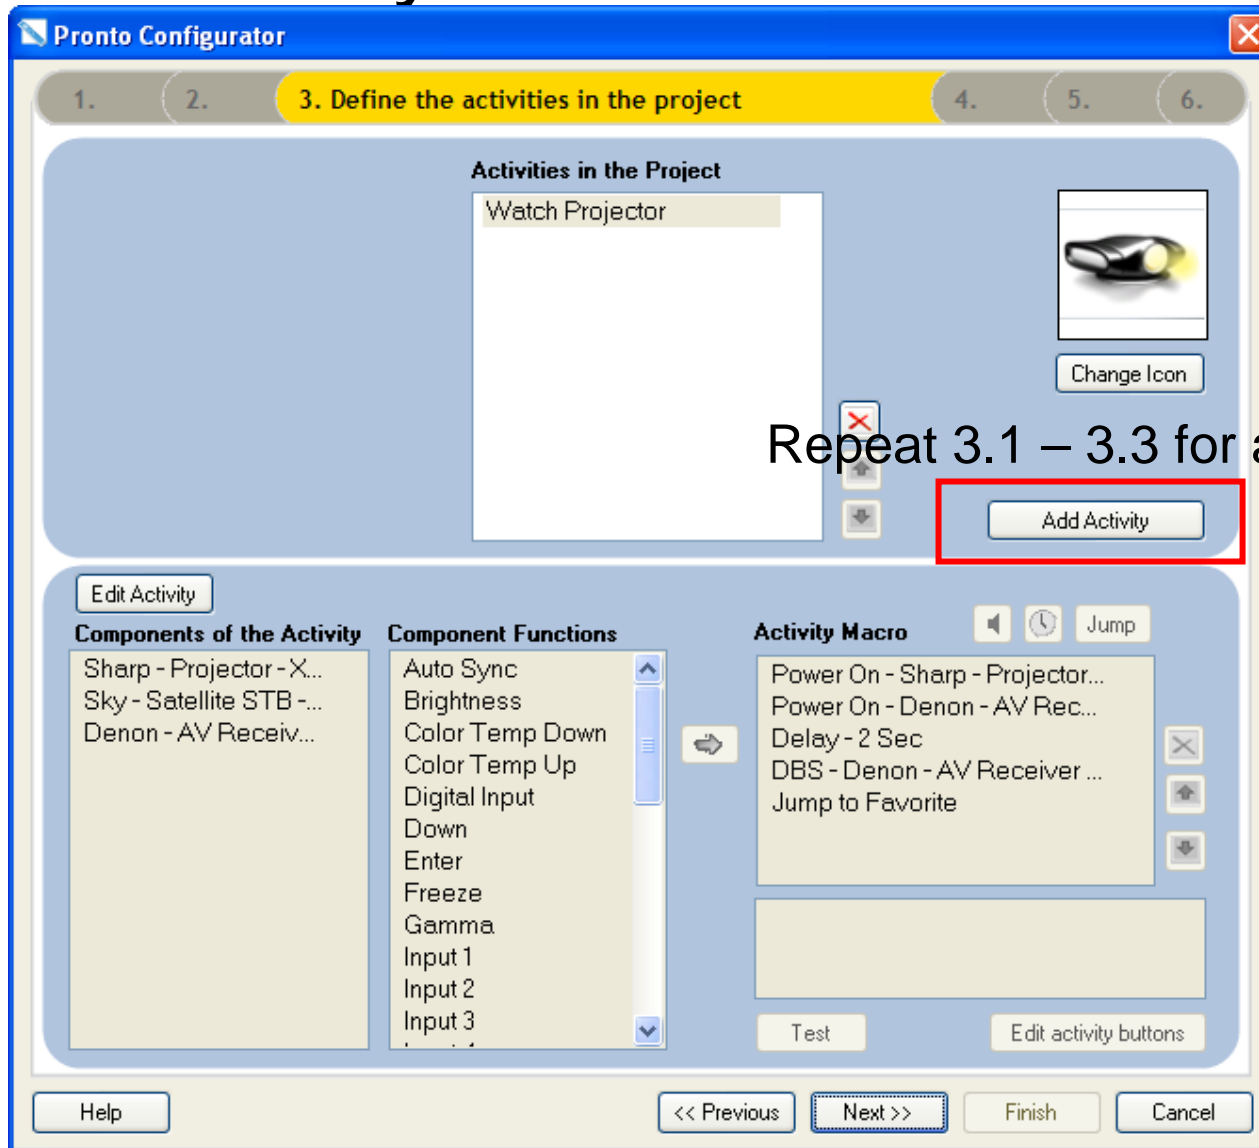 Pronto Configurator
1. 2. 3. Define the activities in the project 4. 5. 6.
Activities in the Project
Watch Projector
Change Icon
Repeat 3.1 – 3.3 for
Add Activity
Edit Activity
Components of the Activity
Sharp - Projector - X...
Sky - Satellite STB -...
Denon - AV Receiv...
Component Functions
Auto Sync
Brightness
Color Temp Down
Color Temp Up
Digital Input
Down
Enter
Freeze
Gamma
Input 1
Input 2
Input 3
Activity Macro
Jump
Power On - Sharp - Projector...
Power On - Denon - AV Rec...
Delay - 2 Sec
DBS - Denon - AV Receiver ...
Jump to Favorite
Test
Edit activity buttons
Help
<< Previous
Next >>
Finish
Cancel